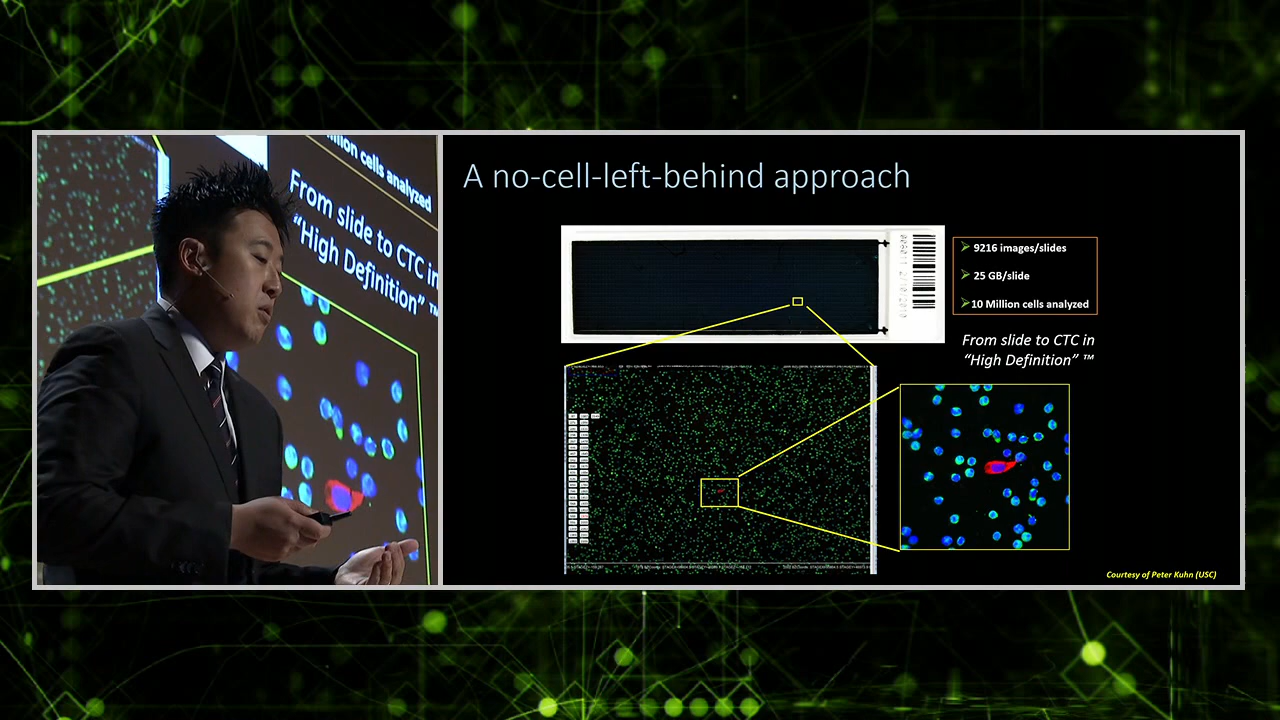 million cells analyzed
From slide to CTC in
"High Definition" ™
A no-cell-left-behind approach
9216 images/slides
25 GB/slide
10 Million cells analyzed
From slide to CTC in
"High Definition" ™
Courtesy of Peter Kuhn (USC)